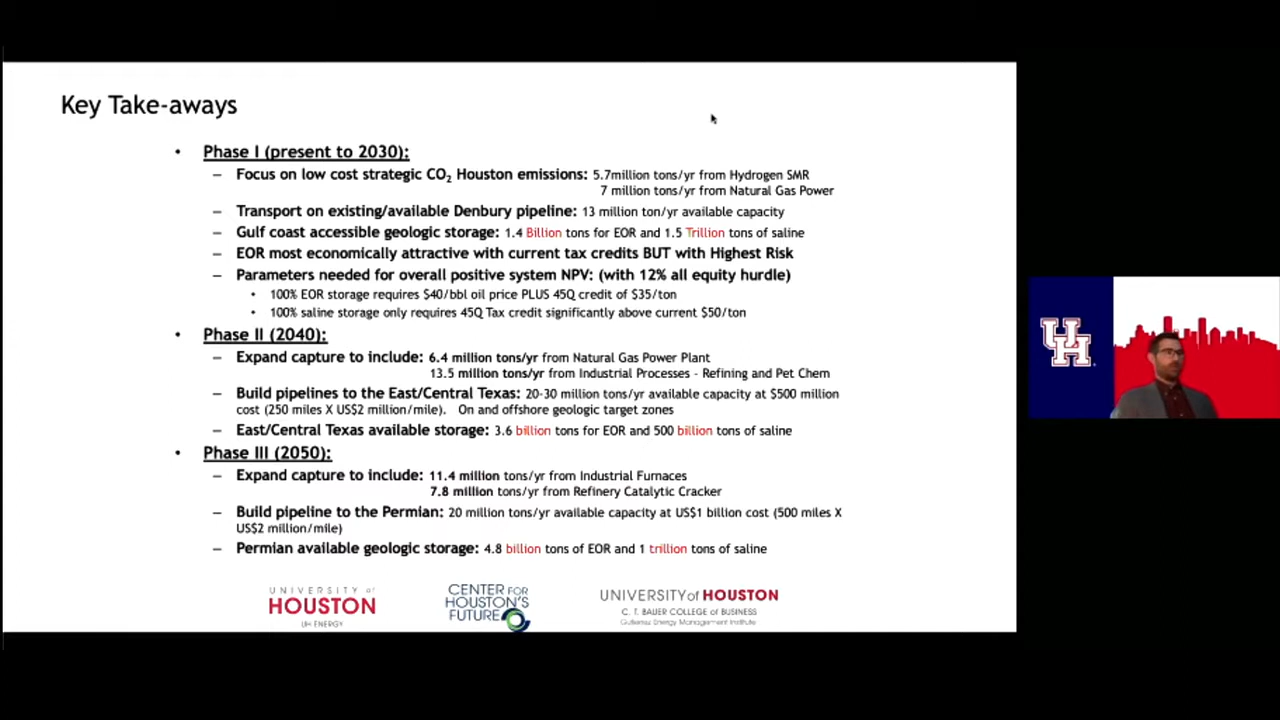 Key Take-aways
• Phase I (present to 2030):
– Focus on low cost strategic CO₂ Houston emissions: 5.7million tons/yr from Hydrogen SMR
7 million tons/yr from Natural Gas Power
– Transport on existing/available Denbury pipeline: 13 million ton/yr available capacity
– Gulf coast accessible geologic storage: 1.4 Billion tons for EOR and 1.5 Trillion tons of saline
– EOR most economically attractive with current tax credits BUT with Highest Risk
– Parameters needed for overall positive system NPV: (with 12% all equity hurdle)
• 100% EOR storage requires $40/bbl oil price PLUS 45Q credit of $35/ton
• 100% saline storage only requires 45Q Tax credit significantly above current $50/ton
• Phase II (2040):
– Expand capture to include: 6.4 million tons/yr from Natural Gas Power Plant
13.5 million tons/yr from Industrial Processes - Refining and Pet Chem
– Build pipelines to the East/Central Texas: 20-30 million tons/yr available capacity at $500 million
cost (250 miles X US$2 million/mile). On and offshore geologic target zones
– East/Central Texas available storage: 3.6 billion tons for EOR and 500 billion tons of saline
• Phase III (2050):
– Expand capture to include: 11.4 million tons/yr from Industrial Furnaces
7.8 million tons/yr from Refinery Catalytic Cracker
– Build pipeline to the Permian: 20 million tons/yr available capacity at US$1 billion cost (500 miles X
US$2 million/mile)
– Permian available geologic storage: 4.8 billion tons of EOR and 1 trillion tons of saline
UNIVERSITY of
HOUSTON
UH ENERGY
CENTER FOR
HOUSTON'S
FUTURE
UNIVERSITY of HOUSTON
C. T. BAUER COLLEGE of BUSINESS
Gutierrez Energy Management Institute
UH